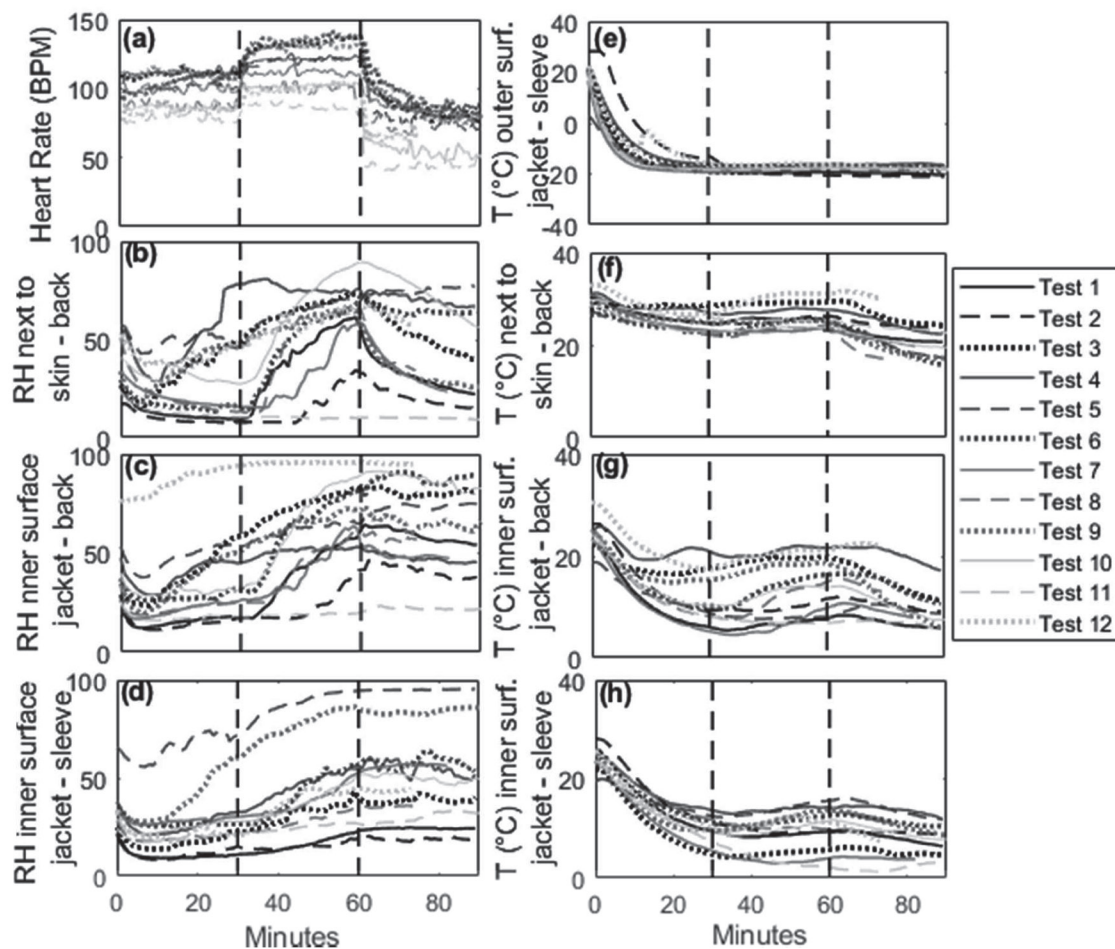 (a)
Heart Rate (BPM)
150
100
50
0
(b)
RH next to
skin - back
100
50
0
(c)
RH nner surface
jacket - back
100
50
0
(d)
RH inner surface
jacket - sleeve
100
50
0
0 20 40 60 80
Minutes
(e)
T (°C) outer surf.
jacket - sleeve
40
20
0
-20
-40
(f)
T (°C) next to
skin - back
40
20
0
(g)
T (°C) inner surf.
jacket - back
40
20
0
(h)
T (°C) inner surf.
jacket - sleeve
40
20
0
0 20 40 60 80
Minutes
Test 1
Test 2
Test 3
Test 4
Test 5
Test 6
Test 7
Test 8
Test 9
Test 10
Test 11
Test 12